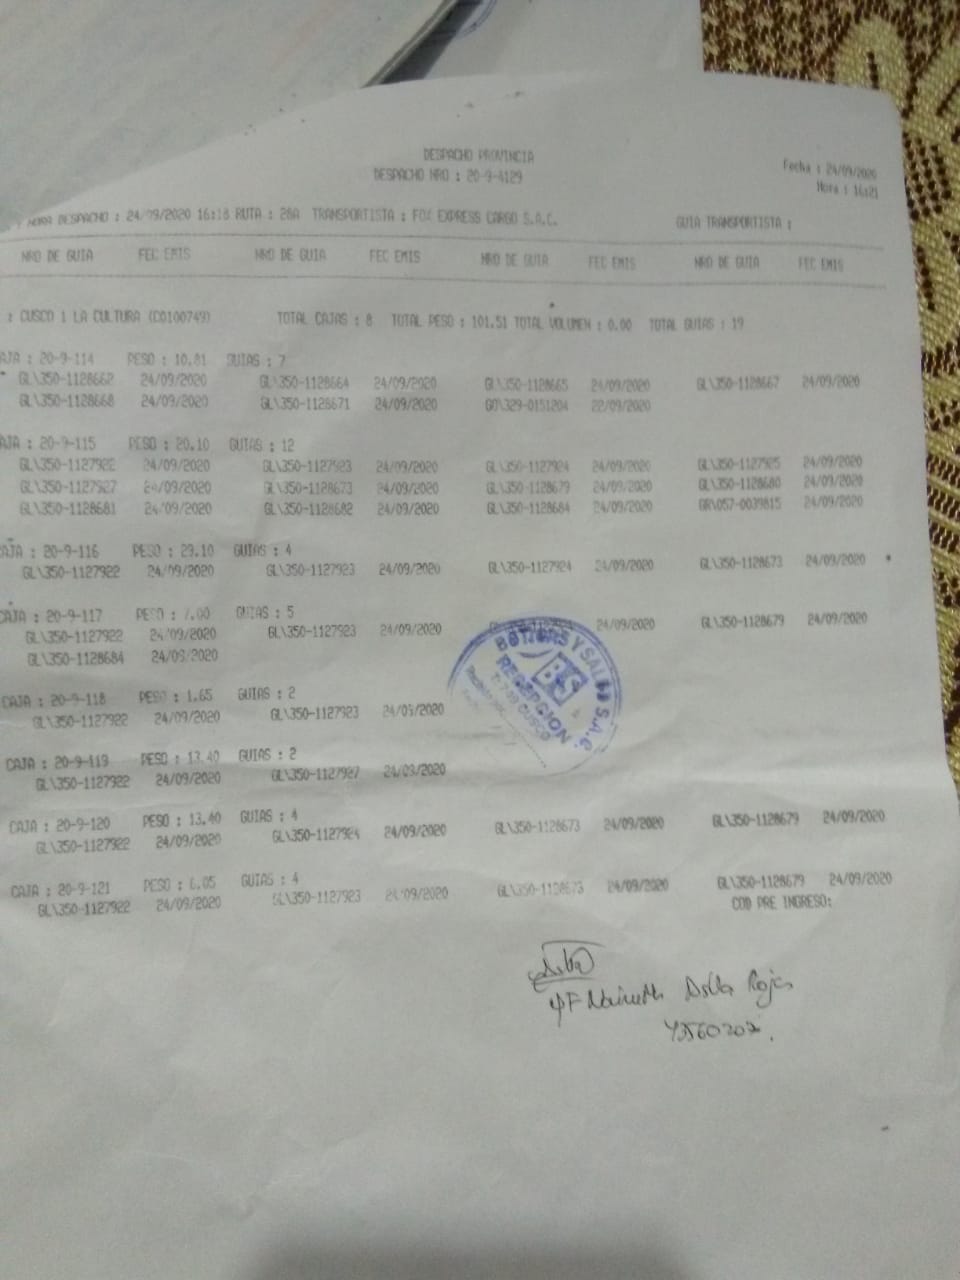 DESPACHO PROVINCIA
DESPACHO NRO : 20-9-4129
Fecha : 24/09/2020
Hora : 16:21
HORA DESPACHO : 24/09/2020 16:18 RUTA : 28A TRANSPORTISTA : FOX EXPRESS CARGO S.A.C. GUIA TRANSPORTISTA :
NRO DE GUIA FEC EMIS NRO DE GUIA FEC EMIS NRO DE GUIA FEC EMIS NRO DE GUIA FEC EMIS
: CUSCO 1 LA CULTURA (C0100749) TOTAL CAJAS : 8 TOTAL PESO : 101.51 TOTAL VOLUMEN : 0.00 TOTAL GUIAS : 19
AJA : 20-9-114 PESO : 10.81 GUIAS : 7
GL\350-1128662 24/09/2020 GL\350-1128664 24/09/2020 GL\350-1128665 24/09/2020 GL\350-1128667 24/09/2020
GL\350-1128668 24/09/2020 GL\350-1128671 24/09/2020 GO\329-0151204 22/09/2020
AJA : 20-9-115 PESO : 20.10 GUIAS : 12
GL\350-1127922 24/09/2020 GL\350-1127923 24/09/2020 GL\350-1127924 24/09/2020 GL\350-1127925 24/09/2020
GL\350-1127927 24/09/2020 GL\350-1128673 24/09/2020 GL\350-1128679 24/09/2020 GL\350-1128680 24/09/2020
GL\350-1128681 24/09/2020 GL\350-1128682 24/09/2020 GL\350-1128684 24/09/2020 GR\057-0039815 24/09/2020
CAJA : 20-9-116 PESO : 29.10 GUIAS : 4
GL\350-1127922 24/09/2020 GL\350-1127923 24/09/2020 GL\350-1127924 24/09/2020 GL\350-1128673 24/09/2020
CAJA : 20-9-117 PESO : 7.00 GUIAS : 5
GL\350-1127922 24/09/2020 GL\350-1127923 24/09/2020 24/09/2020 GL\350-1128679 24/09/2020
GL\350-1128684 24/09/2020
CAJA : 20-9-118 PESO : 1.65 GUIAS : 2
GL\350-1127922 24/09/2020 GL\350-1127923 24/09/2020
BOTICAS Y SALUD S.A.C.
BS
RECEPCION
CUSCO
CAJA : 20-9-119 PESO : 13.40 GUIAS : 2
GL\350-1127922 24/09/2020 GL\350-1127927 24/09/2020
CAJA : 20-9-120 PESO : 13.40 GUIAS : 4
GL\350-1127922 24/09/2020 GL\350-1127924 24/09/2020 GL\350-1128673 24/09/2020 GL\350-1128679 24/09/2020
CAJA : 20-9-121 PESO : 6.05 GUIAS : 4
GL\350-1127922 24/09/2020 GL\350-1127923 24/09/2020 GL\350-1128673 24/09/2020 GL\350-1128679 24/09/2020
COD PRE INGRESO: